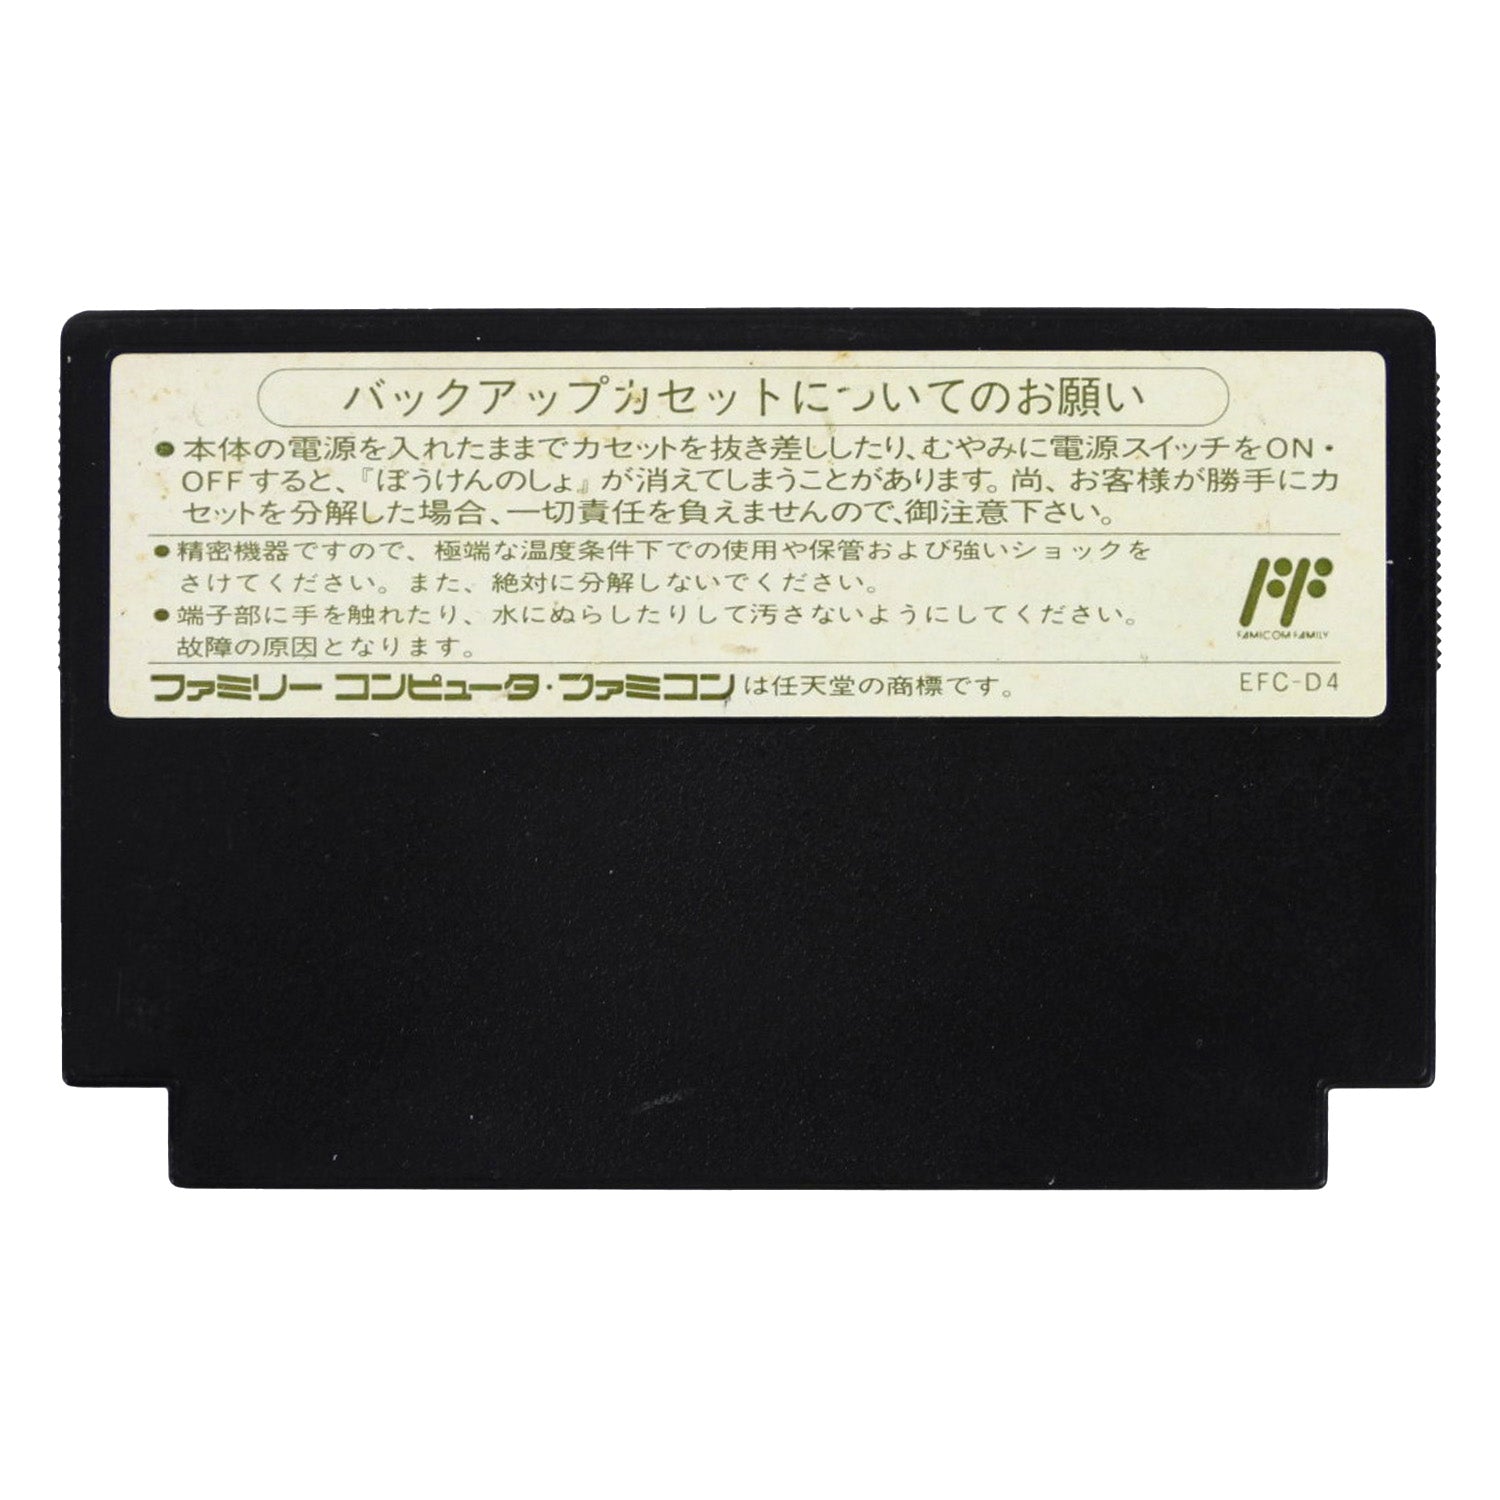 バックアップカセットについてのお願い
●本体の電源を入れたままでカセットを抜き差ししたり、むやみに電源スイッチをON・
OFFすると、『ぼうけんのしょ』が消えてしまうことがあります。尚、お客様が勝手にカ
セットを分解した場合、一切責任を負えませんので、御注意下さい。
●精密機器ですので、極端な温度条件下での使用や保管および強いショックを
さけてください。また、絶対に分解しないでください。
●端子部に手を触れたり、水にぬらしたりして汚さないようにしてください。
故障の原因となります。
FAMICOM FAMILY
ファミリーコンピュータ・ファミコンは任天堂の商標です。
EFC-D4